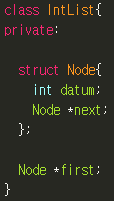 class IntList{
private:
struct Node{
int datum;
Node *next;
};
Node *first;
}